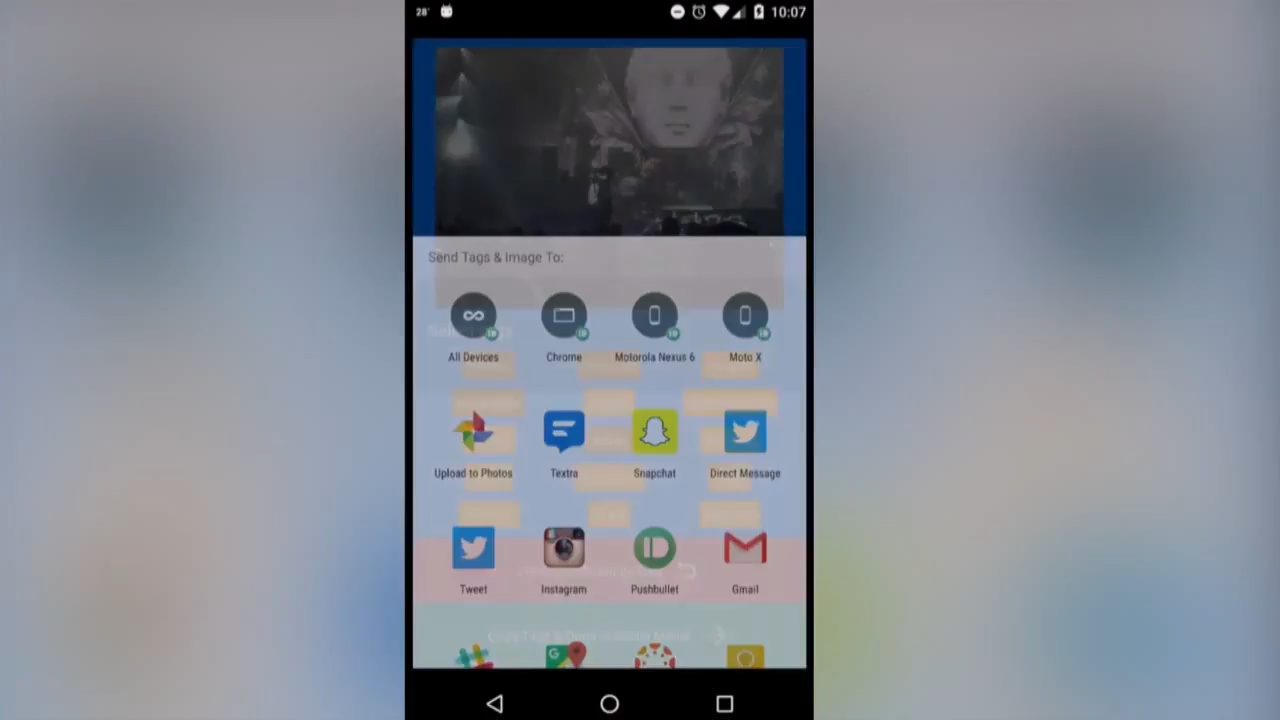 28°
10:07
Send Tags & Image To:
All Devices
Chrome
Motorola Nexus 6
Moto X
Upload to Photos
Textra
Snapchat
Direct Message
Tweet
Instagram
Pushbullet
Gmail